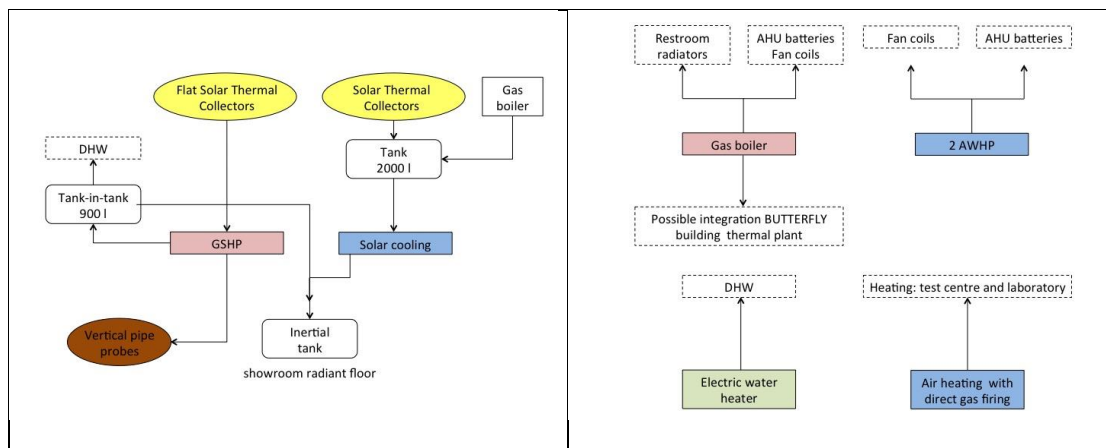 Flat Solar Thermal
Collectors
Solar Thermal
Collectors
Gas
boiler
DHW
Tank
2000 l
Tank-in-tank
900 l
GSHP
Solar cooling
Vertical pipe
probes
Inertial
tank
showroom radiant floor
Restroom
radiators
AHU batteries
Fan coils
Fan coils
AHU batteries
Gas boiler
2 AWHP
Possible integration BUTTERFLY
building thermal plant
DHW
Heating: test centre and laboratory
Electric water
heater
Air heating with
direct gas firing